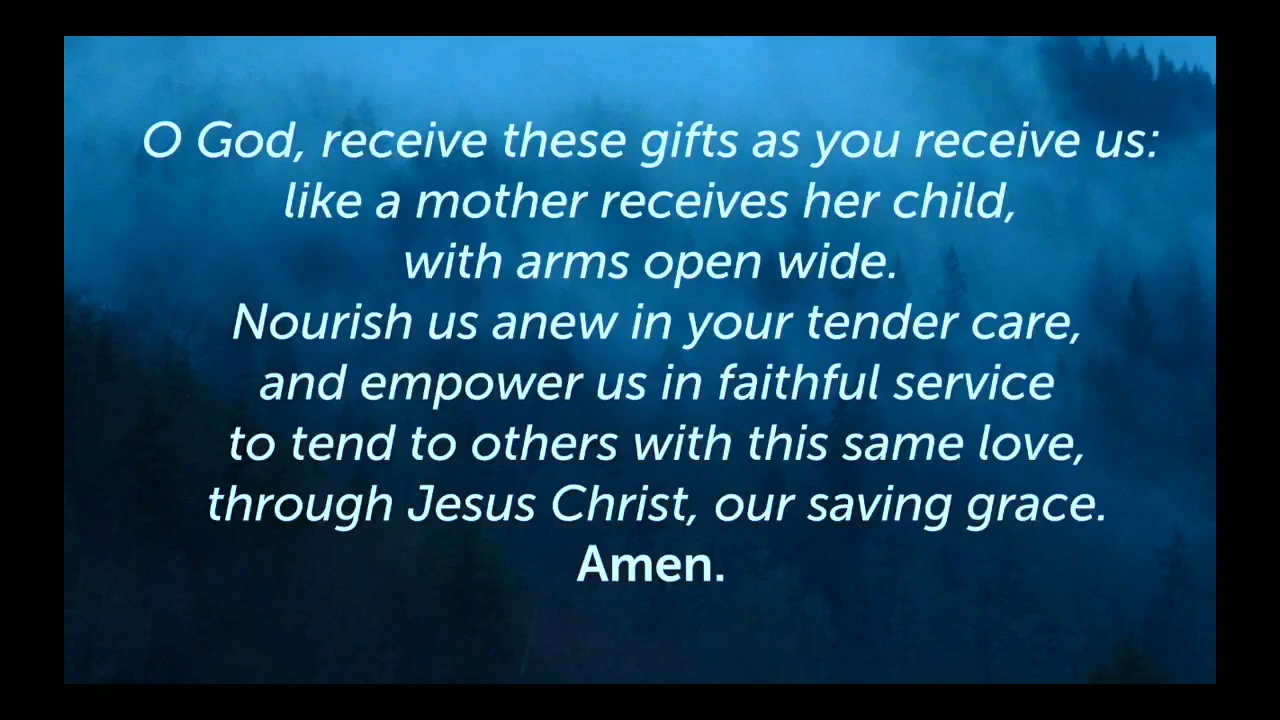 O God, receive these gifts as you receive us:
like a mother receives her child,
with arms open wide.
Nourish us anew in your tender care,
and empower us in faithful service
to tend to others with this same love,
through Jesus Christ, our saving grace.
Amen.